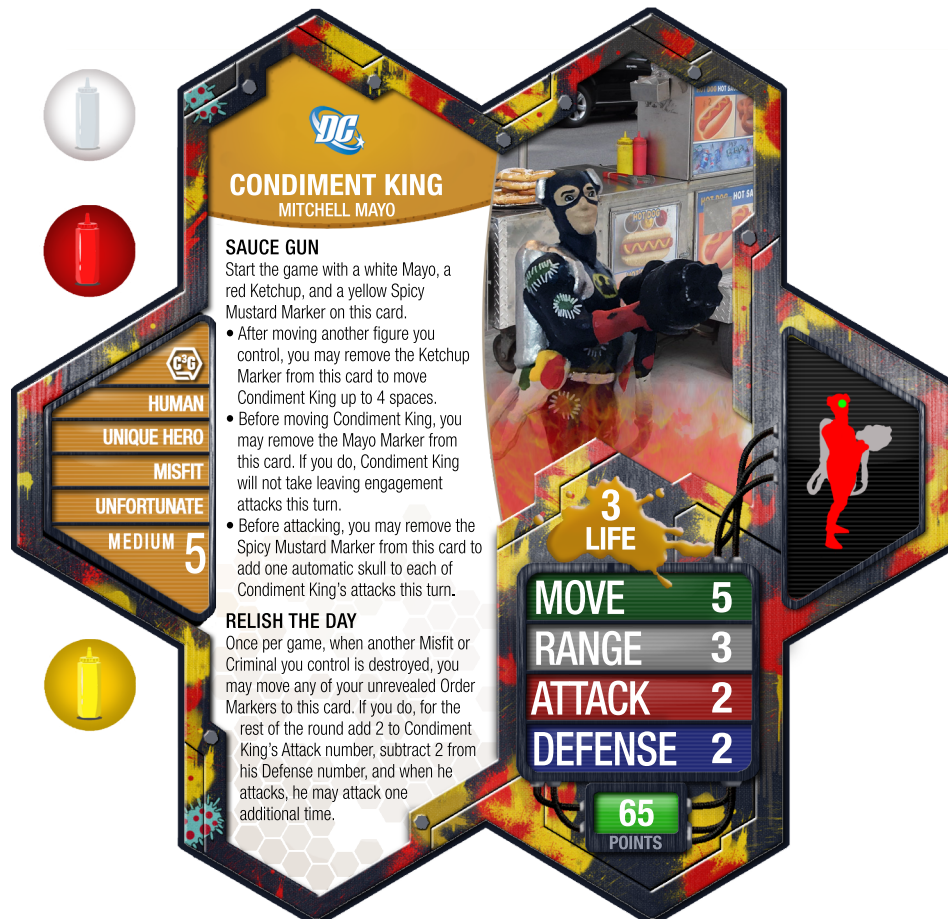 DC
CONDIMENT KING
MITCHELL MAYO
SAUCE GUN
Start the game with a white Mayo, a
red Ketchup, and a yellow Spicy
Mustard Marker on this card.
• After moving another figure you
control, you may remove the Ketchup
Marker from this card to move
Condiment King up to 4 spaces.
• Before moving Condiment King, you
may remove the Mayo Marker from
this card. If you do, Condiment King
will not take leaving engagement
attacks this turn.
• Before attacking, you may remove the
Spicy Mustard Marker from this card to
add one automatic skull to each of
Condiment King's attacks this turn.
RELISH THE DAY
Once per game, when another Misfit or
Criminal you control is destroyed, you
may move any of your unrevealed Order
Markers to this card. If you do, for the
rest of the round add 2 to Condiment
King's Attack number, subtract 2 from
his Defense number, and when he
attacks, he may attack one
additional time.
C3G
HUMAN
UNIQUE HERO
MISFIT
UNFORTUNATE
MEDIUM 5
HOT DOG HOT
HOT DOG
HOT DOG HOT
3
LIFE
MOVE 5
RANGE 3
ATTACK 2
DEFENSE 2
65
POINTS